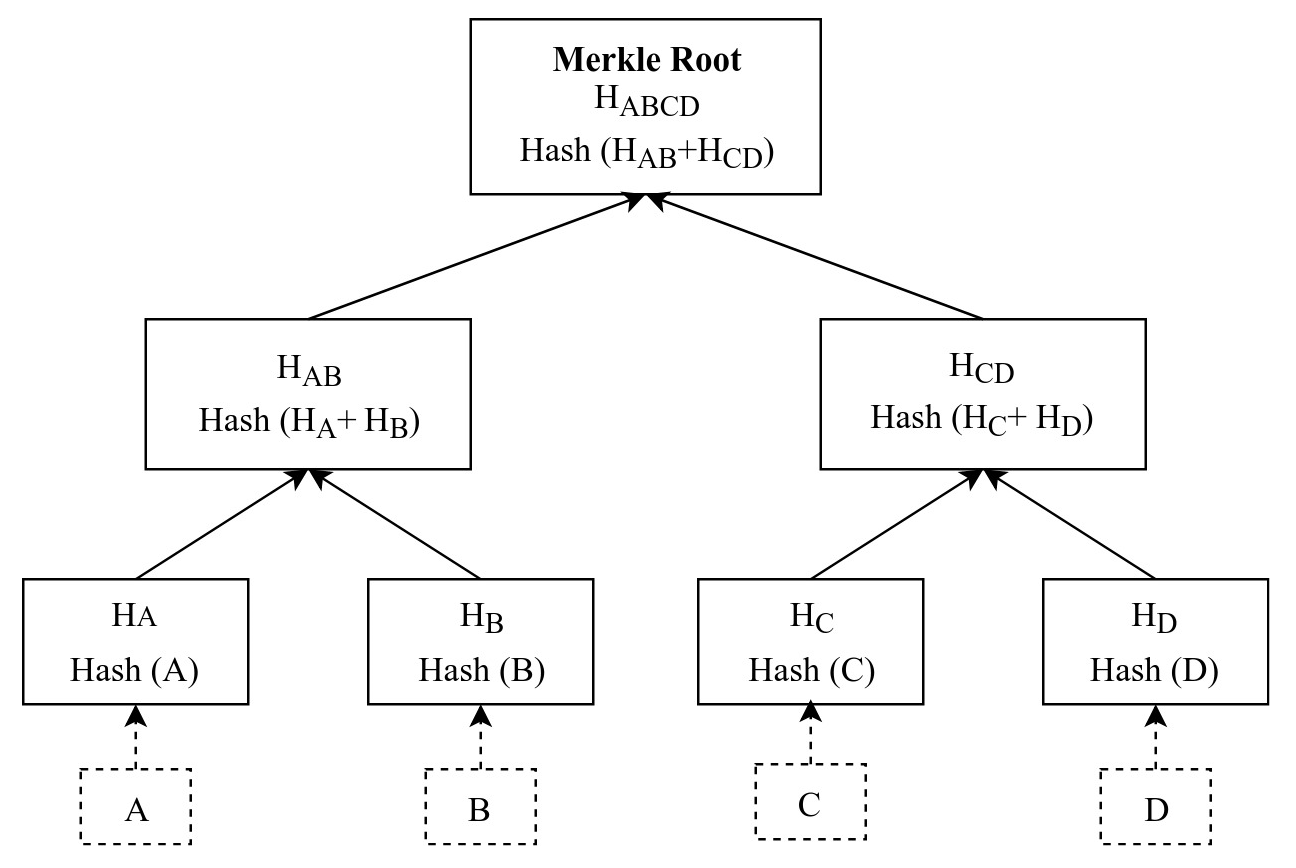 Merkle Root
HABCD
Hash (HAB+HCD)
HAB
Hash (HA+ HB)
HCD
Hash (HC+ HD)
HA
Hash (A)
HB
Hash (B)
HC
Hash (C)
HD
Hash (D)
A
B
C
D